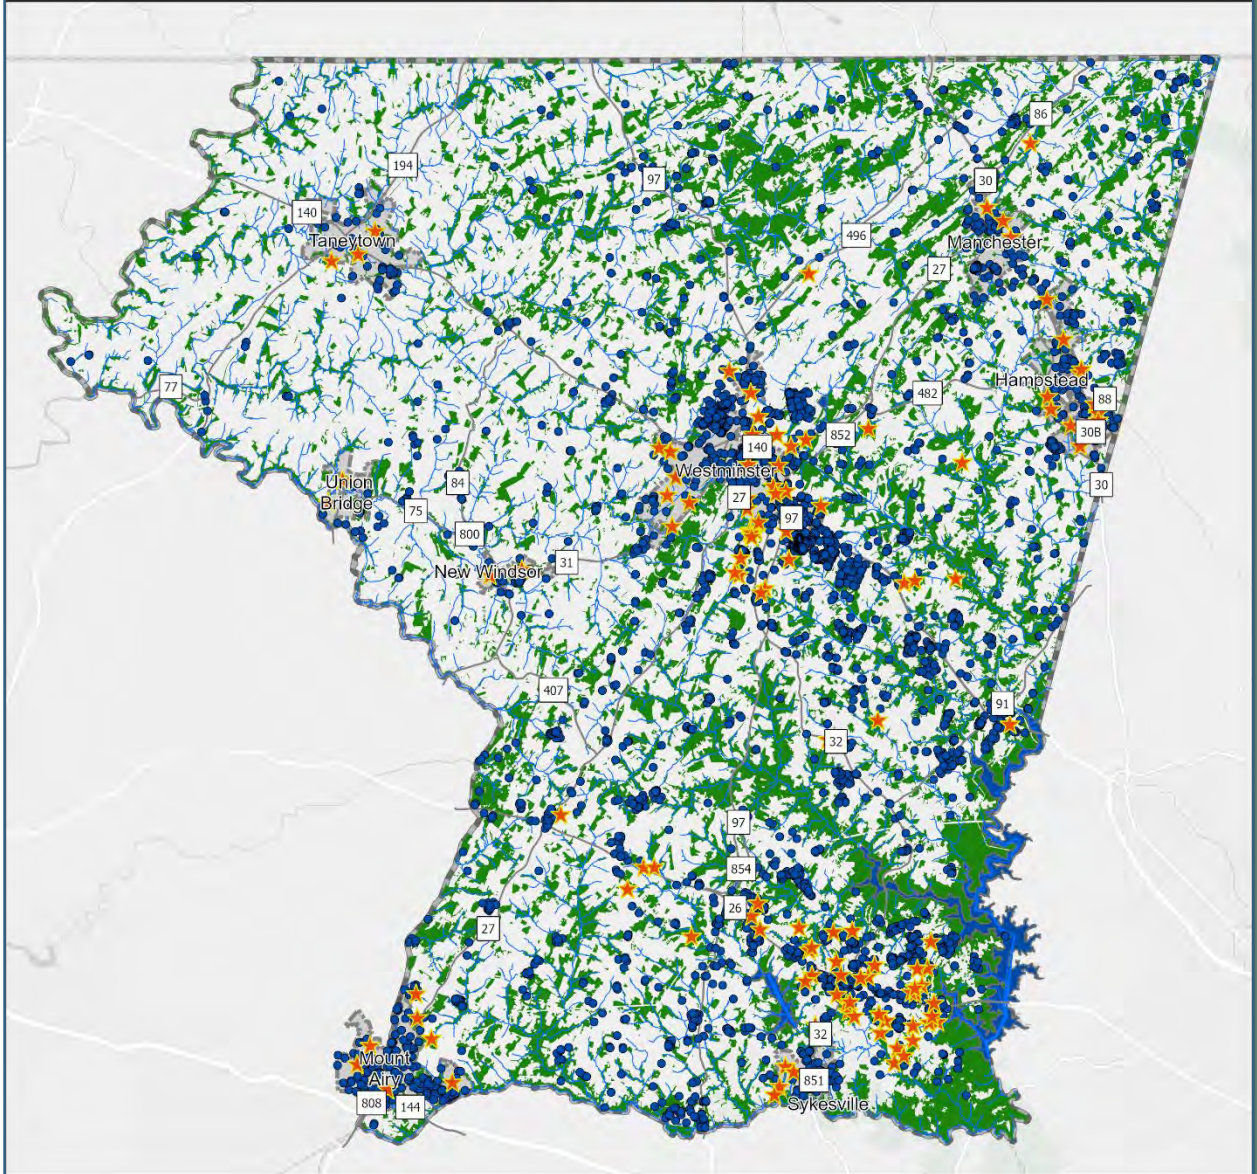 86
194
97
30
140
Taneytown
496
Manchester
27
77
482
Hampstead
88
852
30B
140
Westminster
84
Union
Bridge
27
30
75
97
800
31
New Windsor
407
91
32
97
854
26
27
32
Mount
Airy
851
808
144
Sykesville